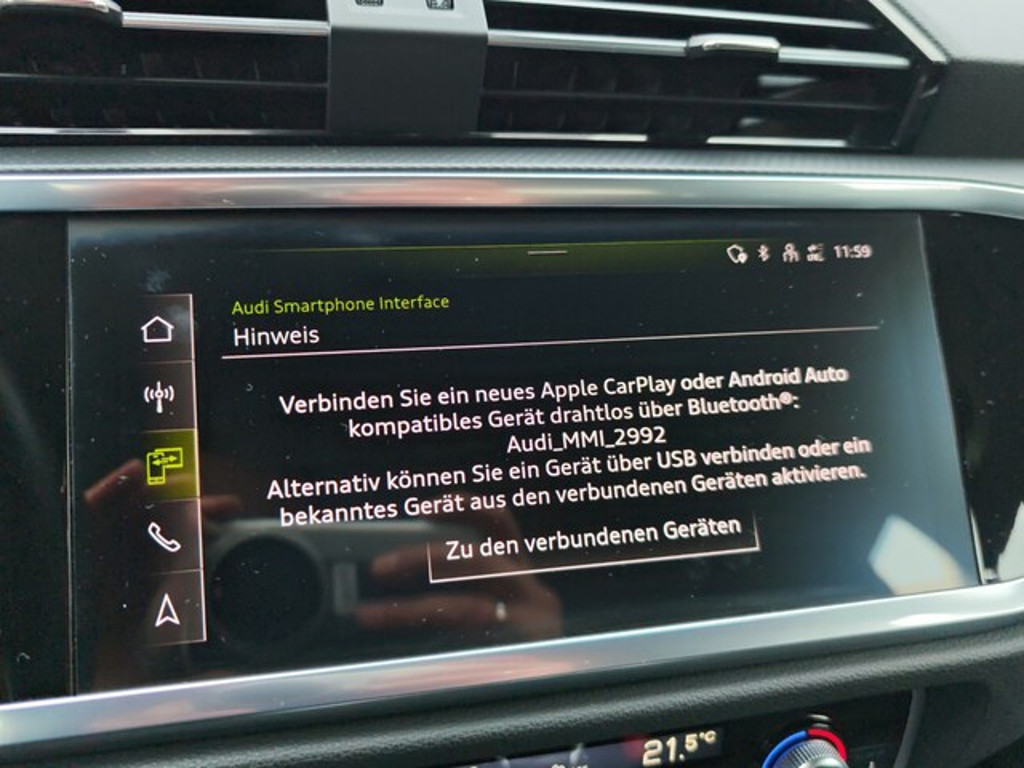 11:59
Audi Smartphone Interface
Hinweis
Verbinden Sie ein neues Apple CarPlay oder Android Auto
kompatibles Gerät drahtlos über Bluetooth®:
Audi_MMI_2992
Alternativ können Sie ein Gerät über USB verbinden oder ein
bekanntes Gerät aus den verbundenen Geräten aktivieren.
Zu den verbundenen Geräten
21.5°C